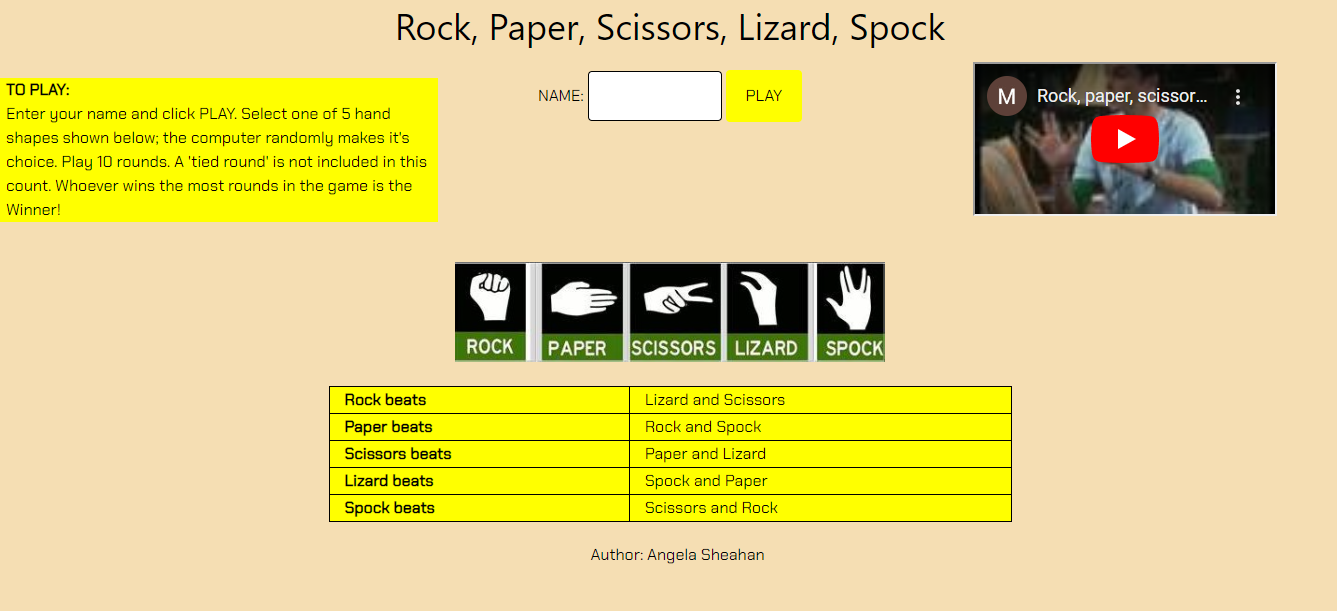 Rock, Paper, Scissors, Lizard, Spock
TO PLAY:
Enter your name and click PLAY. Select one of 5 hand
shapes shown below; the computer randomly makes it's
choice. Play 10 rounds. A 'tied round' is not included in this
count. Whoever wins the most rounds in the game is the
Winner!
NAME:
PLAY
M Rock, paper, scissor...
ROCK PAPER SCISSORS LIZARD SPOCK
Rock beats Lizard and Scissors
Paper beats Rock and Spock
Scissors beats Paper and Lizard
Lizard beats Spock and Paper
Spock beats Scissors and Rock
Author: Angela Sheahan